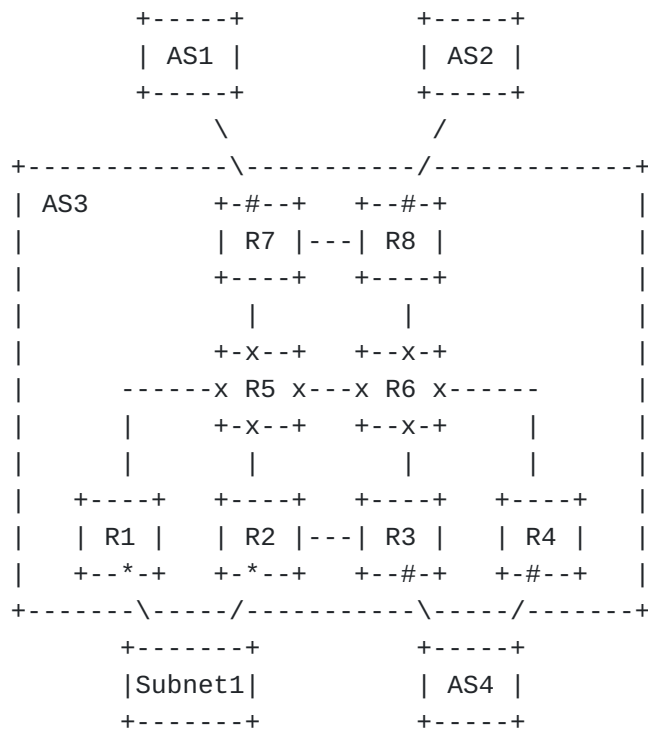 +-----+              +-----+
          | AS1 |              | AS2 |
          +-----+              +-----+
                \              /
   +-------------\-----------/-------------+
   | AS3         +-#--+   +--#-+            |
   |             | R7 |---| R8 |            |
   |             +----+   +----+            |
   |               |         |              |
   |             +-x--+   +--x-+            |
   |       ------x R5 x---x R6 x------      |
   |       |     +-x--+   +--x-+     |      |
   |       |       |         |       |      |
   |    +----+   +----+   +----+   +----+   |
   |    | R1 |   | R2 |---| R3 |   | R4 |   |
   |    +--*-+   +-*--+   +--#-+   +-#--+   |
   +-------\-----/-----------\-----/-------+
          +-------+           +-----+
          |Subnet1|           | AS4 |
          +-------+           +-----+